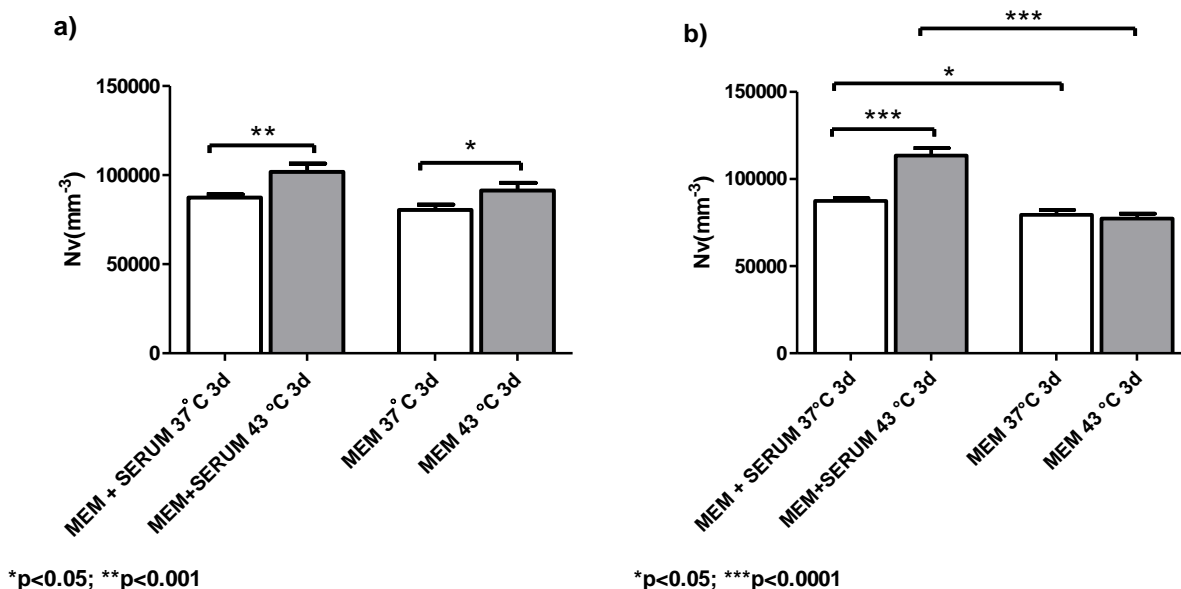 a)
150000
100000
50000
0
Nv(mm-3)
**
*
MEM + SERUM 37°C 3d
MEM+SERUM 43 °C 3d
MEM 37°C 3d
MEM 43 °C 3d
*p<0.05; **p<0.001
b)
150000
100000
50000
0
Nv(mm-3)
***
*
***
MEM + SERUM 37°C 3d
MEM+SERUM 43 °C 3d
MEM 37°C 3d
MEM 43 °C 3d
*p<0.05; ***p<0.0001